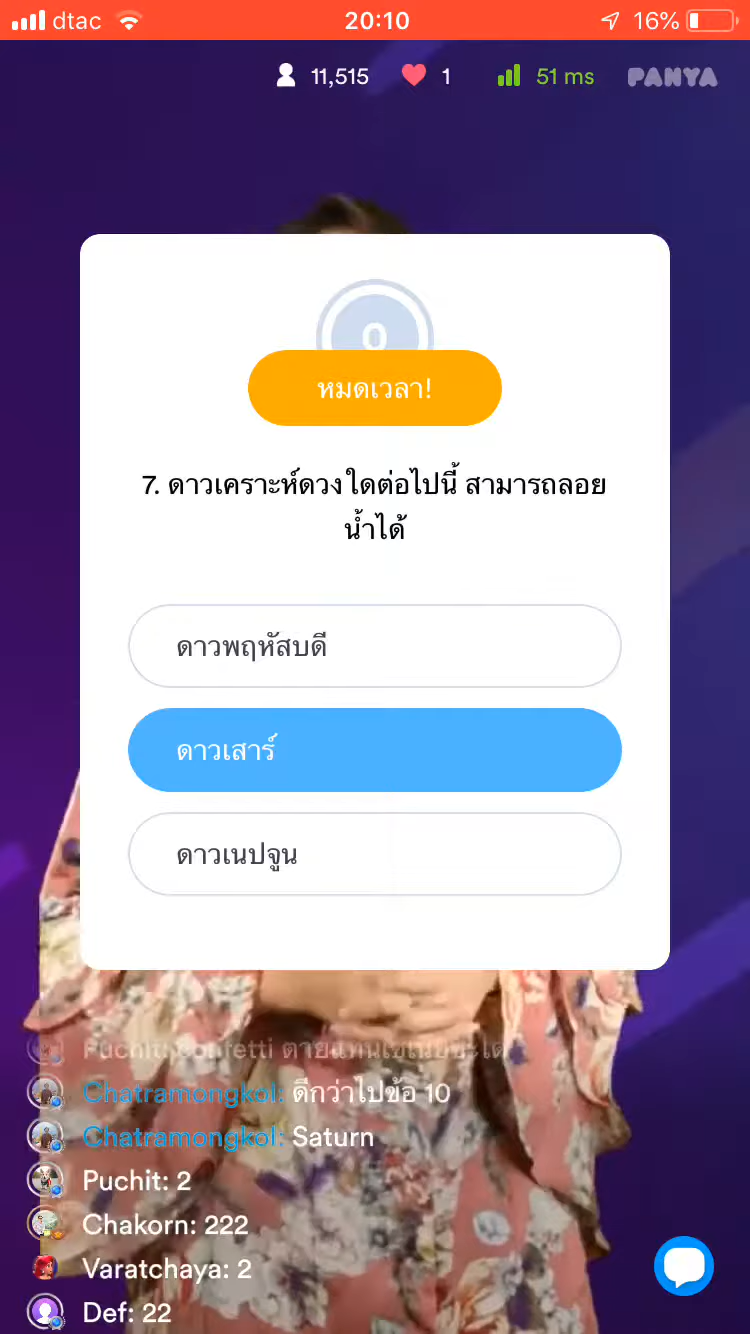 dtac 20:10 16%
11,515 1 51 ms PANYA
0
หมดเวลา!
7. ดาวเคราะห์ดวงใดต่อไปนี้ สามารถลอย
น้ำได้
ดาวพฤหัสบดี
ดาวเสาร์
ดาวเนปจูน
Puchit: confetti
Chatramongkol: ดีกว่าไปข้อ 10
Chatramongkol: Saturn
Puchit: 2
Chakorn: 222
Varatchaya: 2
Def: 22